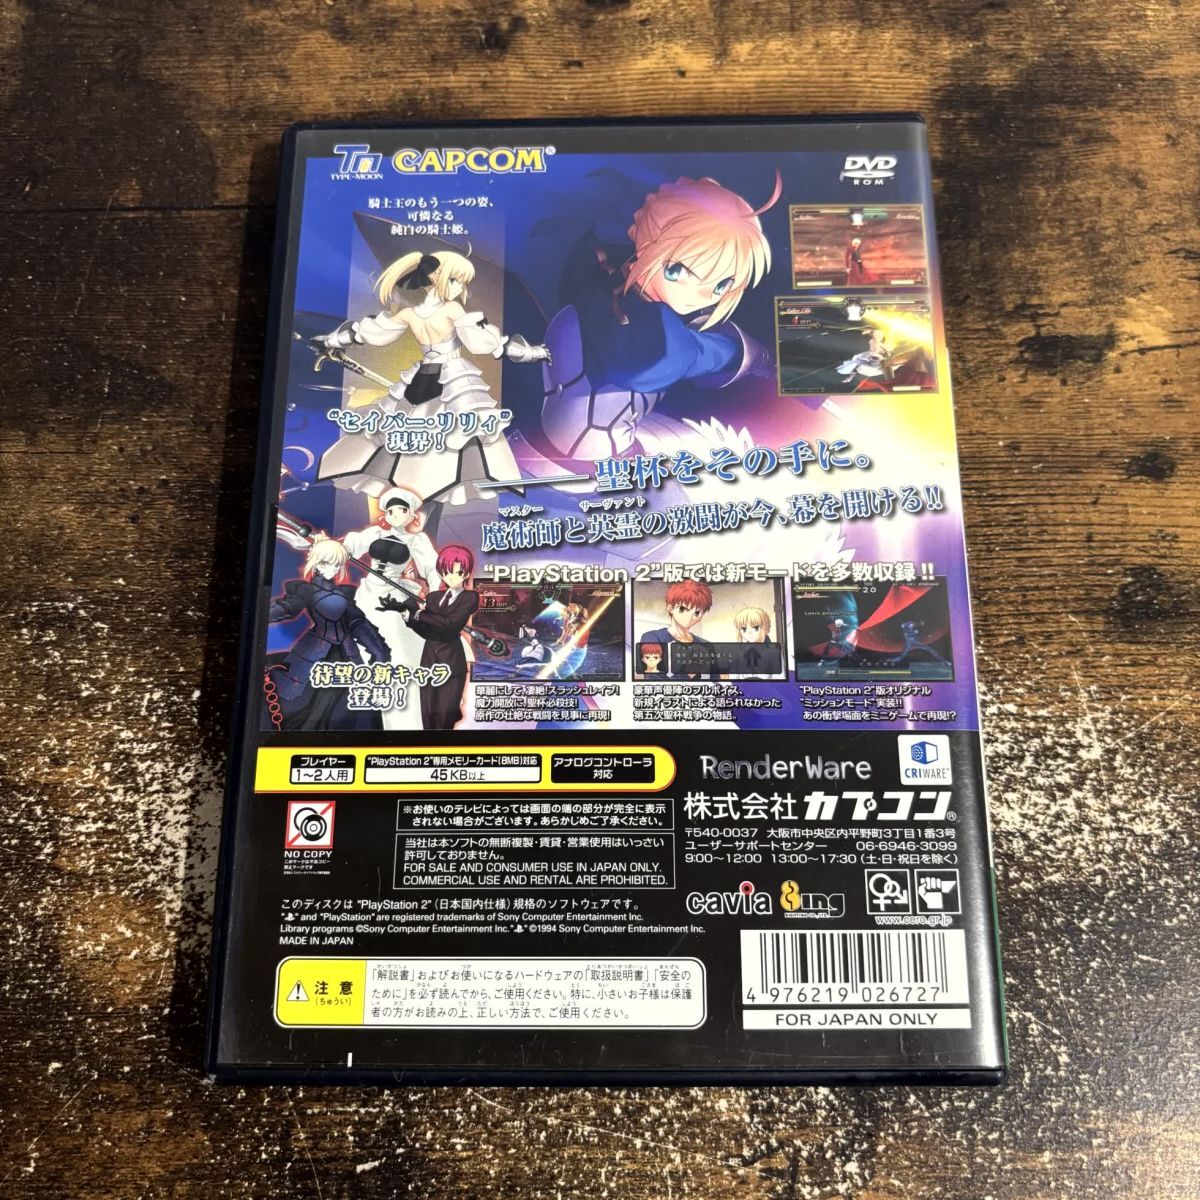 TYPE-MOON
CAPCOM®
DVD
ROM
騎士王のもう一つの姿、
可憐なる
純白の騎士姫。
"セイバー・リリィ"
現界！
聖杯をその手に。
マスター サーヴァント
魔術師と英霊の激闘が今、幕を開ける!!
"PlayStation 2"版では新モードを多数収録!!
待望の新キャラ
登場！
華麗にして、凄絶!スラッシュレイブ!
魔力開放に!聖杯必殺技!
原作の壮絶な戦闘を見事に再現!
豪華声優陣のフルボイス、
新規イラストによる語られなかった
第五次聖杯戦争の物語。
"PlayStation 2"版オリジナル
"ミッションモード"実装!!
あの衝撃場面をミニゲームで再現!?
プレイヤー
1〜2人用
"PlayStation 2"専用メモリーカード(8MB)対応
45KB以上
アナログコントローラ
対応
RenderWare
CRIWARE
NO COPY
※お使いのテレビによっては画面の端の部分が完全に表示
されない場合がございます。あらかじめご了承ください。
当社は本ソフトの無断複製・賃貸・営業使用はいっさい
許可しておりません。
FOR SALE AND CONSUMER USE IN JAPAN ONLY.
COMMERCIAL USE AND RENTAL ARE PROHIBITED.
株式会社カプコン®
〒540-0037 大阪市中央区内平野町3丁目1番3号
ユーザーサポートセンター 06-6946-3099
9:00〜12:00 13:00〜17:30 (土・日・祝日を除く)
cavia
8ing
www.cero.gr.jp
このディスクは "PlayStation 2" (日本国内仕様) 規格のソフトウェアです。
" " and "PlayStation" are registered trademarks of Sony Computer Entertainment Inc.
Library programs ©Sony Computer Entertainment Inc. " " ©1994 Sony Computer Entertainment Inc.
MADE IN JAPAN
注意
(ちゅうい)
「解説書」およびお使いになるハードウェアの「取扱説明書」「安全の
ために」を必ず読んでから、ご使用ください。特に、小さいお子様は保護
者の方がお読みの上、正しい方法で、ご使用ください。
4 976219 026727
FOR JAPAN ONLY